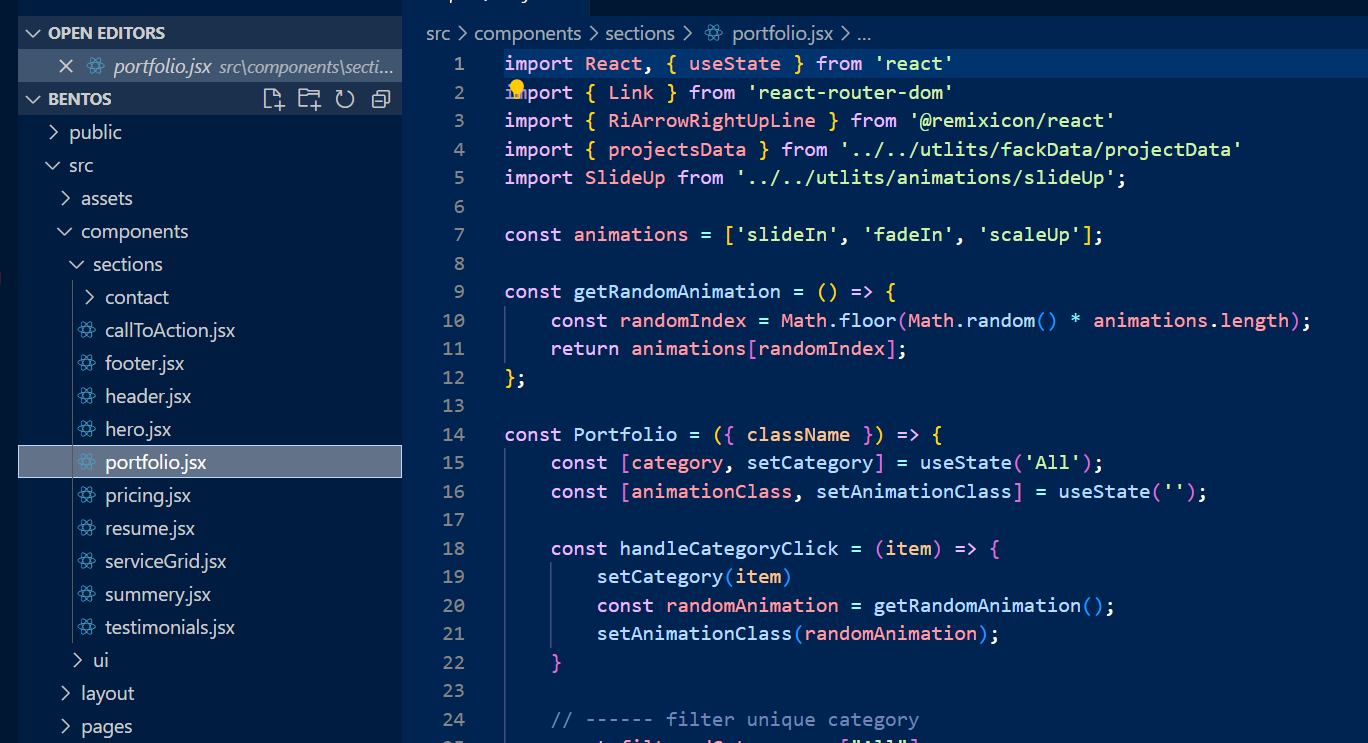 OPEN EDITORS
portfolio.jsx src\components\secti...
BENTOS
public
src
assets
components
sections
contact
callToAction.jsx
footer.jsx
header.jsx
hero.jsx
portfolio.jsx
pricing.jsx
resume.jsx
serviceGrid.jsx
summery.jsx
testimonials.jsx
ui
layout
pages
src > components > sections > portfolio.jsx > ...
1 import React, { useState } from 'react'
2 import { Link } from 'react-router-dom'
3 import { RiArrowRightUpLine } from '@remixicon/react'
4 import { projectsData } from '../../utlits/fackData/projectData'
5 import SlideUp from '../../utlits/animations/slideUp';
6
7 const animations = ['slideIn', 'fadeIn', 'scaleUp'];
8
9 const getRandomAnimation = () => {
10 const randomIndex = Math.floor(Math.random() * animations.length);
11 return animations[randomIndex];
12 };
13
14 const Portfolio = ({ className }) => {
15 const [category, setCategory] = useState('All');
16 const [animationClass, setAnimationClass] = useState('');
17
18 const handleCategoryClick = (item) => {
19 setCategory(item)
20 const randomAnimation = getRandomAnimation();
21 setAnimationClass(randomAnimation);
22 }
23
24 // ------ filter unique category